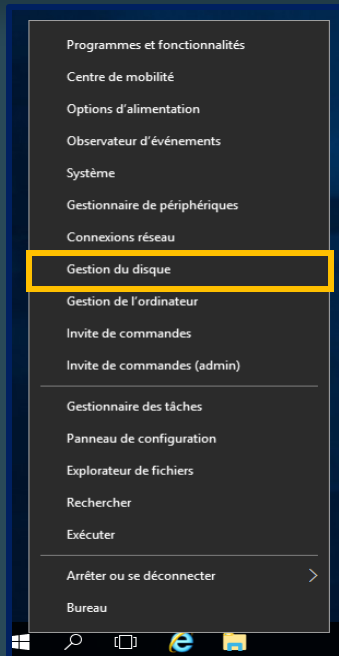 Programmes et fonctionnalités
Centre de mobilité
Options d’alimentation
Observateur d’événements
Système
Gestionnaire de périphériques
Connexions réseau
Gestion du disque
Gestion de l’ordinateur
Invite de commandes
Invite de commandes (admin)
Gestionnaire des tâches
Panneau de configuration
Explorateur de fichiers
Rechercher
Exécuter
Arrêter ou se déconnecter
Bureau